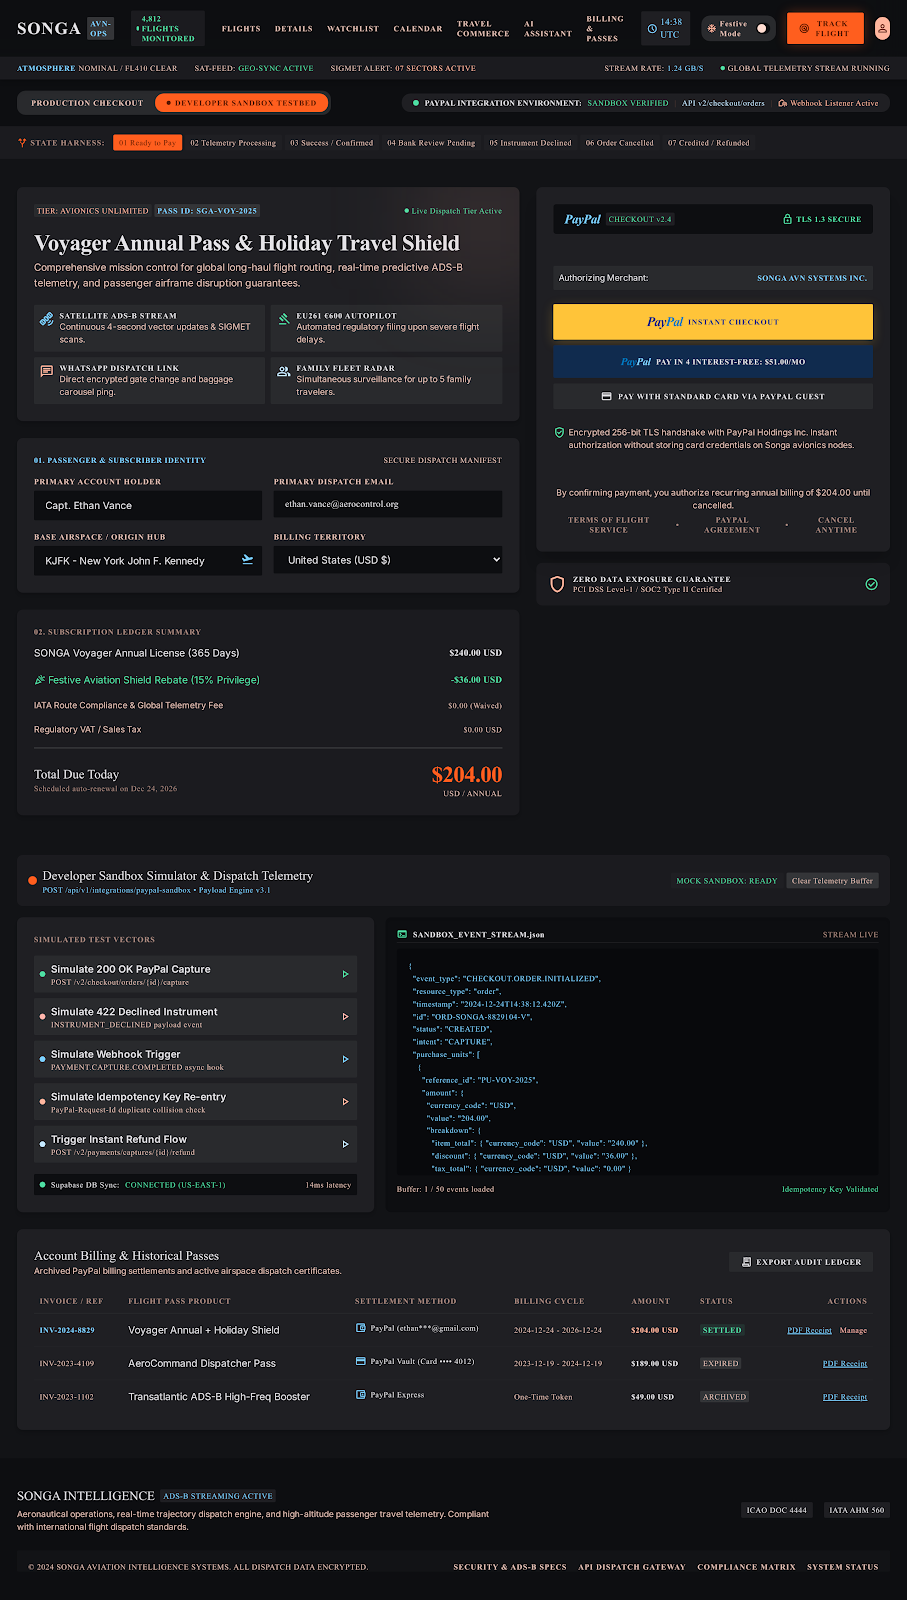 SONGA
AVN-
OPS
4,812
FLIGHTS
MONITORED
FLIGHTS
DETAILS
WATCHLIST
CALENDAR
TRAVEL
COMMERCE
AI
ASSISTANT
BILLING
&
PASSES
14:38
UTC
Festive
Mode
TRACK
FLIGHT
ATMOSPHERE NOMINAL / FL410 CLEAR
SAT-FEED: GEO-SYNC ACTIVE
SIGMET ALERT: 07 SECTORS ACTIVE
STREAM RATE: 1.24 GB/S
GLOBAL TELEMETRY STREAM RUNNING
PRODUCTION CHECKOUT
DEVELOPER SANDBOX TESTBED
PAYPAL INTEGRATION ENVIRONMENT: SANDBOX VERIFIED
API v2/checkout/orders
Webhook Listener Active
STATE HARNESS:
01 Ready to Pay
02 Telemetry Processing
03 Success / Confirmed
04 Bank Review Pending
05 Instrument Declined
06 Order Cancelled
07 Credited / Refunded
TIER: AVIONICS UNLIMITED
PASS ID: SGA-VOY-2025
Live Dispatch Tier Active
Voyager Annual Pass & Holiday Travel Shield
Comprehensive mission control for global long-haul flight routing, real-time predictive ADS-B
telemetry, and passenger airframe disruption guarantees.
SATELLITE ADS-B STREAM
Continuous 4-second vector updates & SIGMET
scans.
EU261 €600 AUTOPILOT
Automated regulatory filing upon severe flight
delays.
WHATSAPP DISPATCH LINK
Direct encrypted gate change and baggage
carousel ping.
FAMILY FLEET RADAR
Simultaneous surveillance for up to 5 family
travelers.
PayPal CHECKOUT v2.4
TLS 1.3 SECURE
Authorizing Merchant:
SONGA AVN SYSTEMS INC.
PayPal INSTANT CHECKOUT
PayPal PAY IN 4 INTEREST-FREE: $51.00/MO
PAY WITH STANDARD CARD VIA PAYPAL GUEST
Encrypted 256-bit TLS handshake with PayPal Holdings Inc. Instant
authorization without storing card credentials on Songa avionics nodes.
By confirming payment, you authorize recurring annual billing of $204.00 until
cancelled.
TERMS OF FLIGHT
SERVICE
•
PAYPAL
AGREEMENT
•
CANCEL
ANYTIME
ZERO DATA EXPOSURE GUARANTEE
PCI DSS Level-1 / SOC2 Type II Certified
01. PASSENGER & SUBSCRIBER IDENTITY
SECURE DISPATCH MANIFEST
PRIMARY ACCOUNT HOLDER
Capt. Ethan Vance
PRIMARY DISPATCH EMAIL
ethan.vance@aerocontrol.org
BASE AIRSPACE / ORIGIN HUB
KJFK - New York John F. Kennedy
BILLING TERRITORY
United States (USD $)
02. SUBSCRIPTION LEDGER SUMMARY
SONGA Voyager Annual License (365 Days)
$240.00 USD
Festive Aviation Shield Rebate (15% Privilege)
-$36.00 USD
IATA Route Compliance & Global Telemetry Fee
$0.00 (Waived)
Regulatory VAT / Sales Tax
$0.00 USD
Total Due Today
Scheduled auto-renewal on Dec 24, 2026
$204.00
USD / ANNUAL
Developer Sandbox Simulator & Dispatch Telemetry
POST /api/v1/integrations/paypal-sandbox • Payload Engine v3.1
MOCK SANDBOX: READY
Clear Telemetry Buffer
SIMULATED TEST VECTORS
Simulate 200 OK PayPal Capture
POST /v2/checkout/orders/{id}/capture
Simulate 422 Declined Instrument
INSTRUMENT_DECLINED payload event
Simulate Webhook Trigger
PAYMENT.CAPTURE.COMPLETED async hook
Simulate Idempotency Key Re-entry
PayPal-Request-Id duplicate collision check
Trigger Instant Refund Flow
POST /v2/payments/captures/{id}/refund
Supabase DB Sync: CONNECTED (US-EAST-1)
14ms latency
SANDBOX_EVENT_STREAM.json
STREAM LIVE
{
"event_type": "CHECKOUT.ORDER.INITIALIZED",
"resource_type": "order",
"timestamp": "2024-12-24T14:38:12.420Z",
"id": "ORD-SONGA-8829104-V",
"status": "CREATED",
"intent": "CAPTURE",
"purchase_units": [
{
"reference_id": "PU-VOY-2025",
"amount": {
"currency_code": "USD",
"value": "204.00",
"breakdown": {
"item_total": { "currency_code": "USD", "value": "240.00" },
"discount": { "currency_code": "USD", "value": "36.00" },
"tax_total": { "currency_code": "USD", "value": "0.00" }
Buffer: 1 / 50 events loaded
Idempotency Key Validated
Account Billing & Historical Passes
Archived PayPal billing settlements and active airspace dispatch certificates.
EXPORT AUDIT LEDGER
INVOICE / REF
FLIGHT PASS PRODUCT
SETTLEMENT METHOD
BILLING CYCLE
AMOUNT
STATUS
ACTIONS
INV-2024-8829
Voyager Annual + Holiday Shield
PayPal (ethan***@gmail.com)
2024-12-24 - 2026-12-24
$204.00 USD
SETTLED
PDF Receipt
Manage
INV-2023-4109
AeroCommand Dispatcher Pass
PayPal Vault (Card •••• 4012)
2023-12-19 - 2024-12-19
$189.00 USD
EXPIRED
PDF Receipt
INV-2023-1102
Transatlantic ADS-B High-Freq Booster
PayPal Express
One-Time Token
$49.00 USD
ARCHIVED
PDF Receipt
SONGA INTELLIGENCE
ADS-B STREAMING ACTIVE
Aeronautical operations, real-time trajectory dispatch engine, and high-altitude passenger travel telemetry. Compliant
with international flight dispatch standards.
ICAO DOC 4444
IATA AHM 560
© 2024 SONGA AVIATION INTELLIGENCE SYSTEMS. ALL DISPATCH DATA ENCRYPTED.
SECURITY & ADS-B SPECS
API DISPATCH GATEWAY
COMPLIANCE MATRIX
SYSTEM STATUS